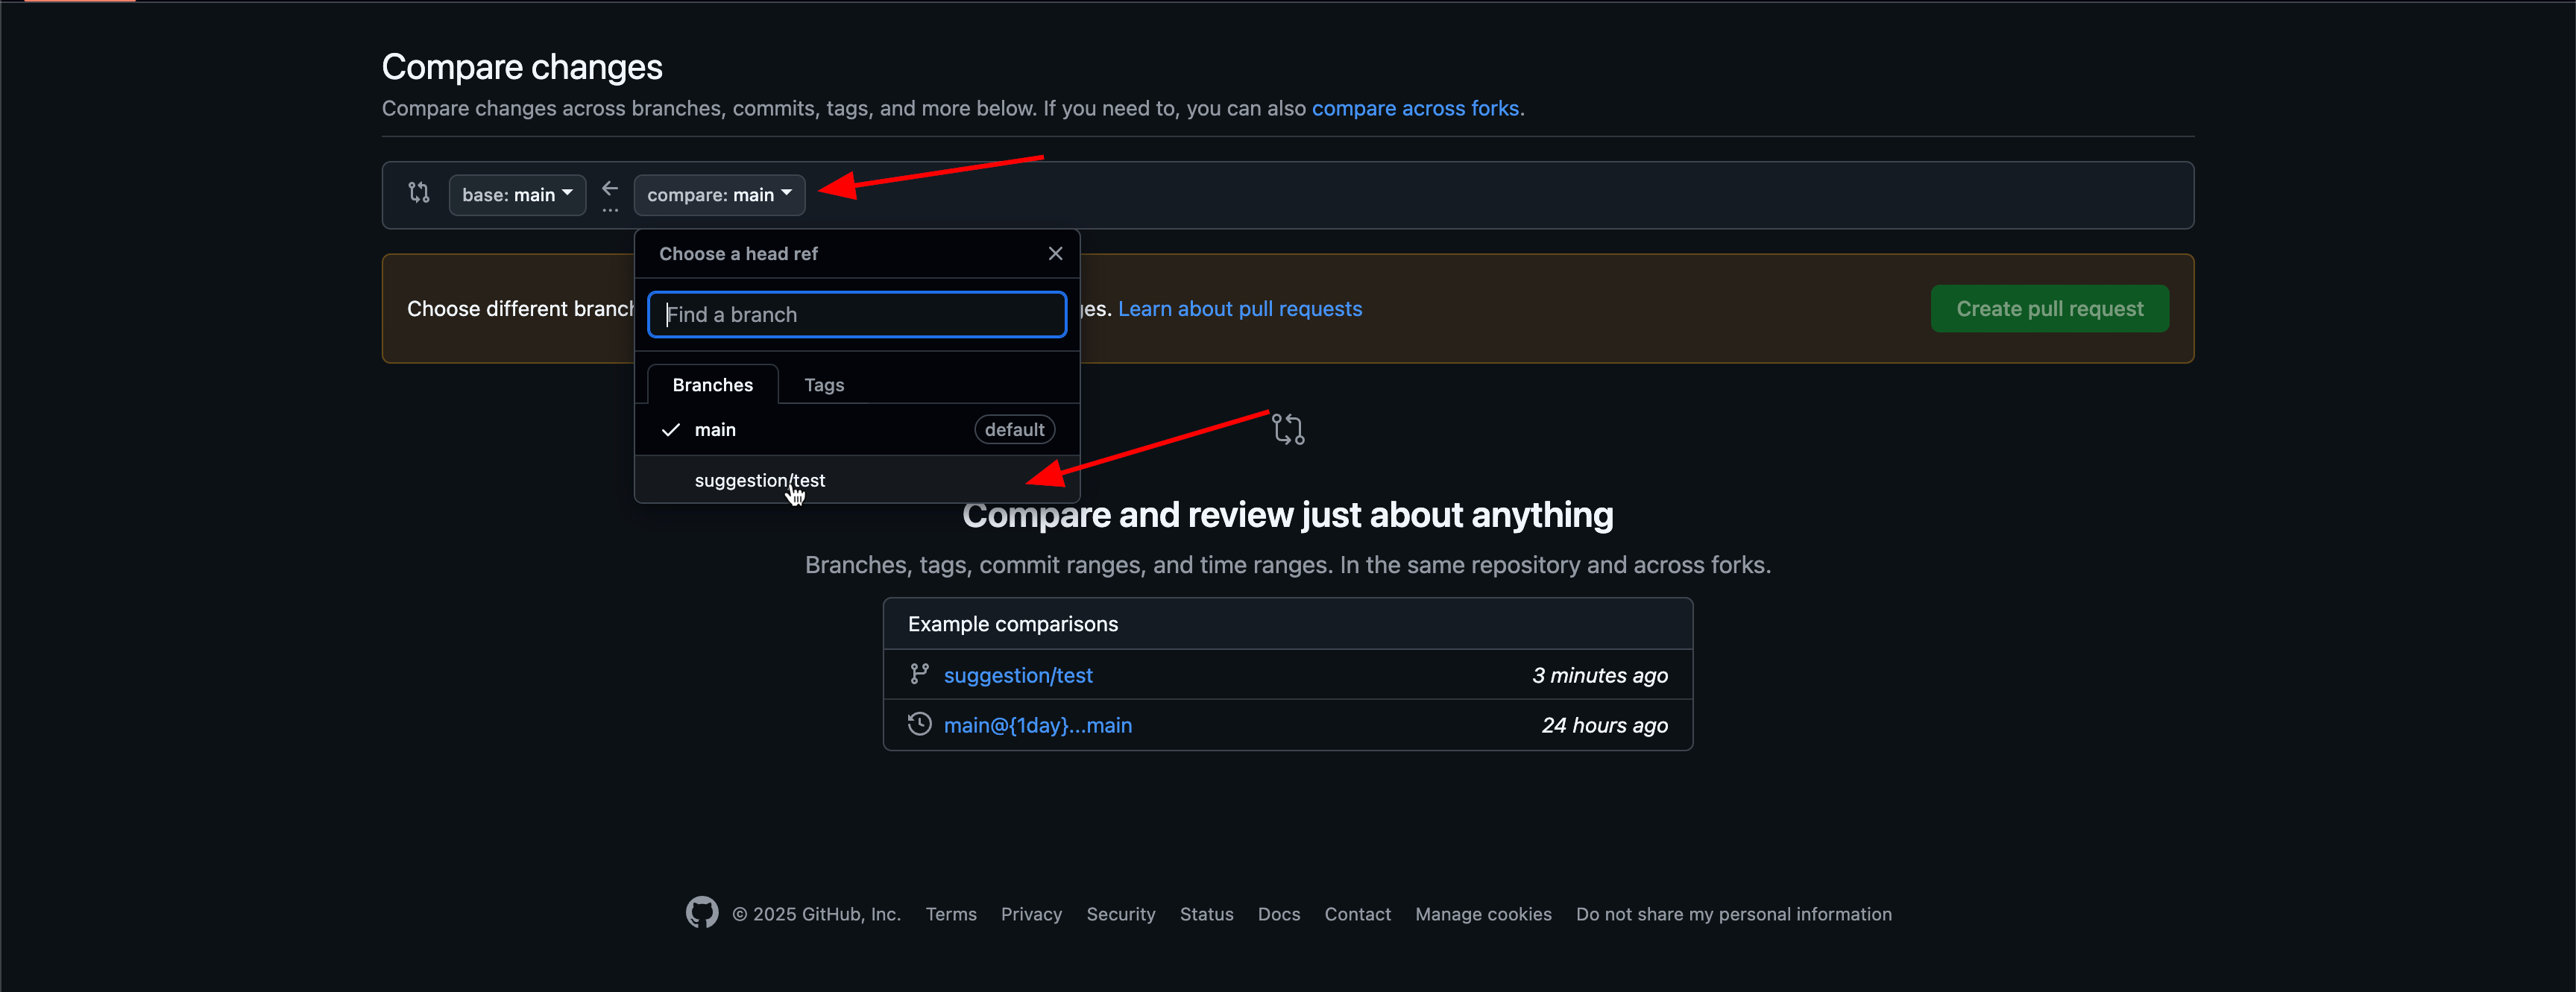 Compare changes
Compare changes across branches, commits, tags, and more below. If you need to, you can also compare across forks.
base: main
...
compare: main
Choose a head ref
Find a branch
Choose different branch
es. Learn about pull requests
Create pull request
Branches
Tags
main
default
suggestion/test
Compare and review just about anything
Branches, tags, commit ranges, and time ranges. In the same repository and across forks.
Example comparisons
suggestion/test
3 minutes ago
main@{1day}...main
24 hours ago
© 2025 GitHub, Inc.
Terms
Privacy
Security
Status
Docs
Contact
Manage cookies
Do not share my personal information